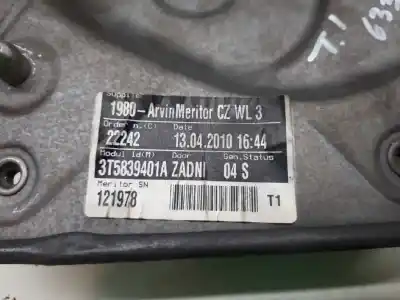 T.1
Supplier
1980-ArvinMeritor CZ WL 3
Order n.(C) Date
22242 13.04.2010 16:44
Modul Id(M) Door Gen.Status
3T5839401A ZADNI 04 S
Meritor SN
121978
T1